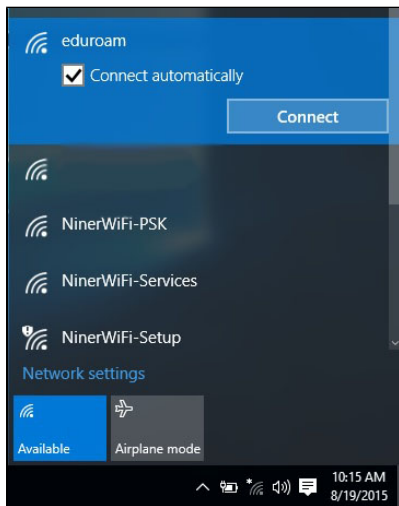 eduroam
Connect automatically
Connect
NinerWiFi-PSK
NinerWiFi-Services
NinerWiFi-Setup
Network settings
Available
Airplane mode
10:15 AM
8/19/2015